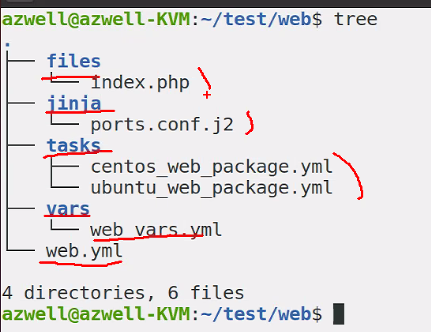 azwell@azwell-KVM:~/test/web$ tree
.
├── files
│   └── index.php
├── jinja
│   └── ports.conf.j2
├── tasks
│   ├── centos_web_package.yml
│   └── ubuntu_web_package.yml
├── vars
│   └── web_vars.yml
└── web.yml
4 directories, 6 files
azwell@azwell-KVM:~/test/web$